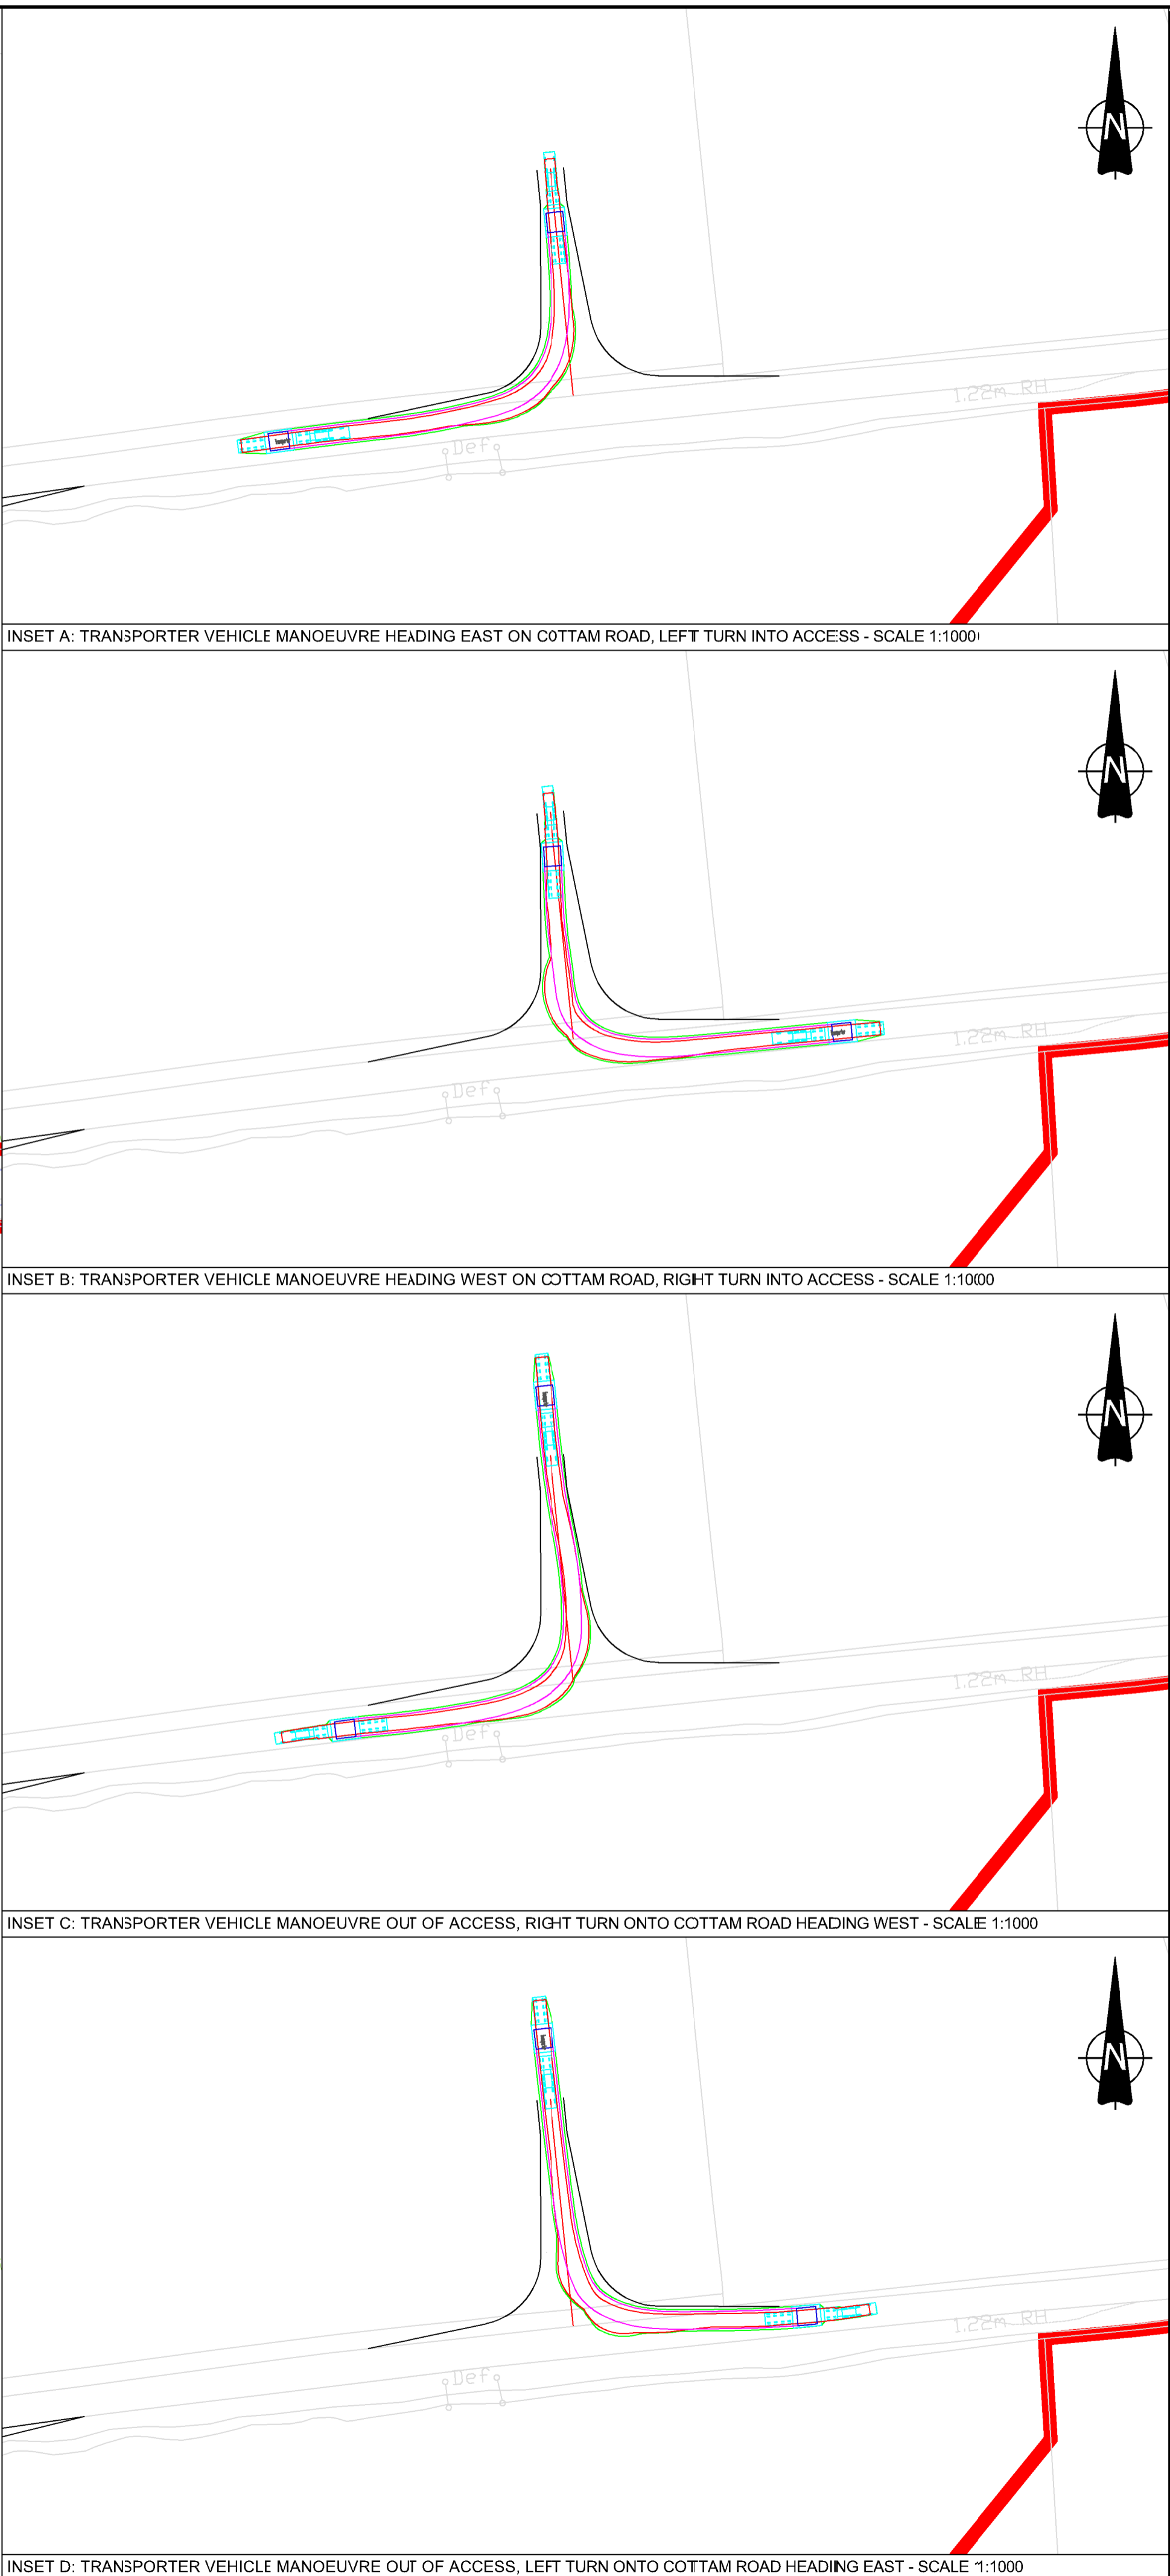 N
1.22m RH
Def
INSET A: TRANSPORTER VEHICLE MANOEUVRE HEADING EAST ON COTTAM ROAD, LEFT TURN INTO ACCESS - SCALE 1:1000
N
1.22m RH
Def
INSET B: TRANSPORTER VEHICLE MANOEUVRE HEADING WEST ON COTTAM ROAD, RIGHT TURN INTO ACCESS - SCALE 1:1000
N
1.22m RH
Def
INSET C: TRANSPORTER VEHICLE MANOEUVRE OUT OF ACCESS, RIGHT TURN ONTO COTTAM ROAD HEADING WEST - SCALE 1:1000
N
1.22m RH
Def
INSET D: TRANSPORTER VEHICLE MANOEUVRE OUT OF ACCESS, LEFT TURN ONTO COTTAM ROAD HEADING EAST - SCALE 1:1000